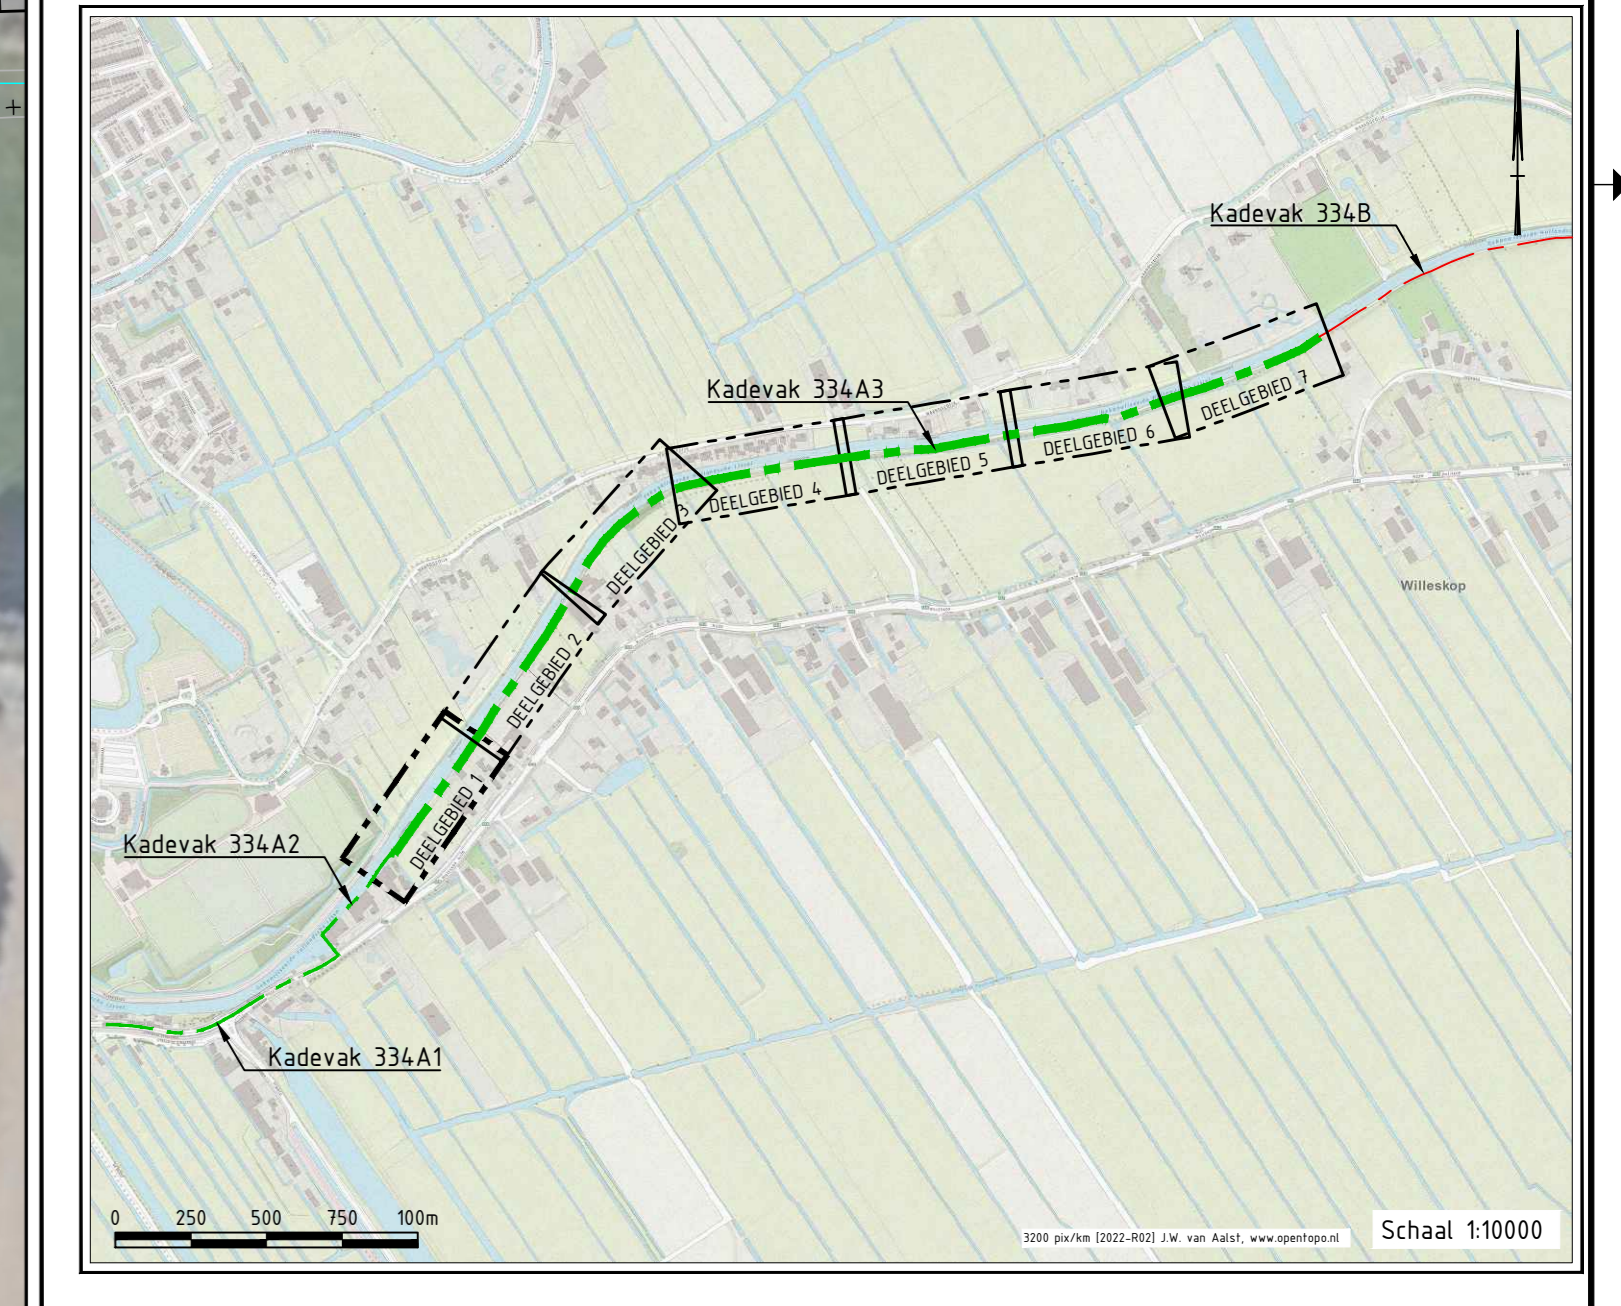 Kadevak 334B
Kadevak 334A3
DEELGEBIED 7
DEELGEBIED 6
DEELGEBIED 5
DEELGEBIED 4
DEELGEBIED 3
Willeskop
DEELGEBIED 2
DEELGEBIED 1
Kadevak 334A2
Kadevak 334A1
0 250 500 750 100m
3200 pix/km [2022-R02] J.W. van Aalst, www.opentopo.nl
Schaal 1:10000